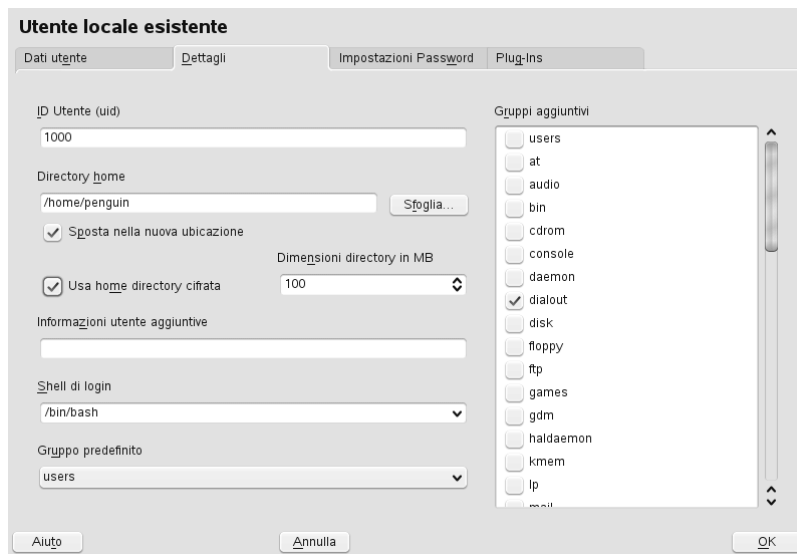 Utente locale esistente
Dati utente
Dettagli
Impostazioni Password
Plug-Ins
ID Utente (uid)
1000
Directory home
/home/penguin
Sfoglia...
Sposta nella nuova ubicazione
Dimensioni directory in MB
Usa home directory cifrata
100
Informazioni utente aggiuntive
Shell di login
/bin/bash
Gruppo predefinito
users
Gruppi aggiuntivi
users
at
audio
bin
cdrom
console
daemon
dialout
disk
floppy
ftp
games
gdm
haldaemon
kmem
lp
mail
Aiuto
Annulla
OK